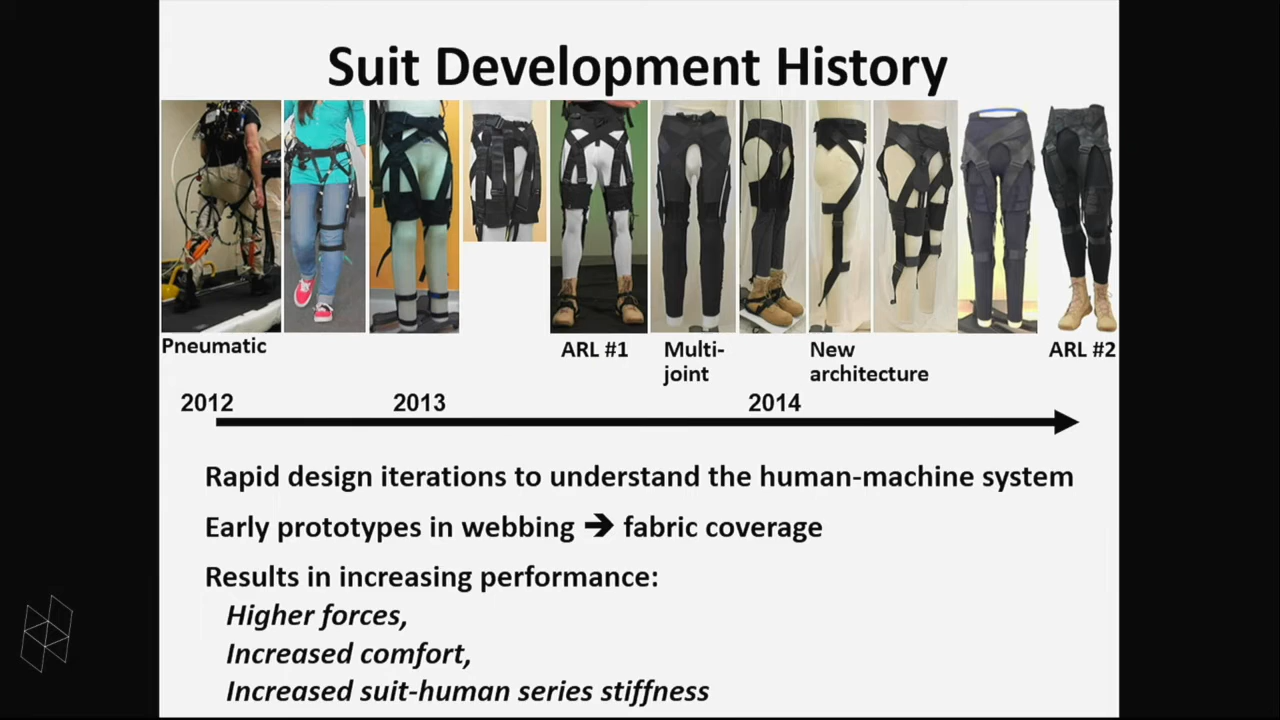 Suit Development History
Pneumatic
ARL #1
Multi-
joint
New
architecture
ARL #2
2012
2013
2014
Rapid design iterations to understand the human-machine system
Early prototypes in webbing ➔ fabric coverage
Results in increasing performance:
Higher forces,
Increased comfort,
Increased suit-human series stiffness